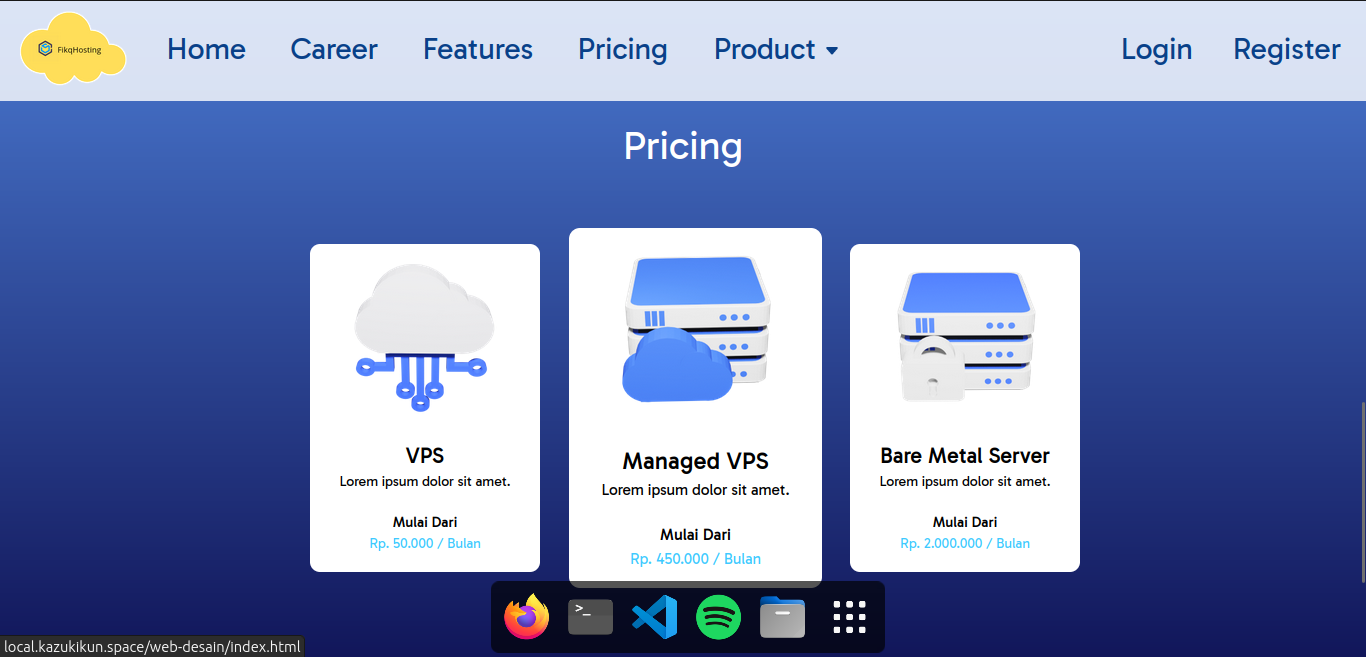 FikqHosting
Home Career Features Pricing Product Login Register
Pricing
VPS
Lorem ipsum dolor sit amet.
Mulai Dari
Rp. 50.000 / Bulan
Managed VPS
Lorem ipsum dolor sit amet.
Mulai Dari
Rp. 450.000 / Bulan
Bare Metal Server
Lorem ipsum dolor sit amet.
Mulai Dari
Rp. 2.000.000 / Bulan
>_
local.kazukikun.space/web-desain/index.html